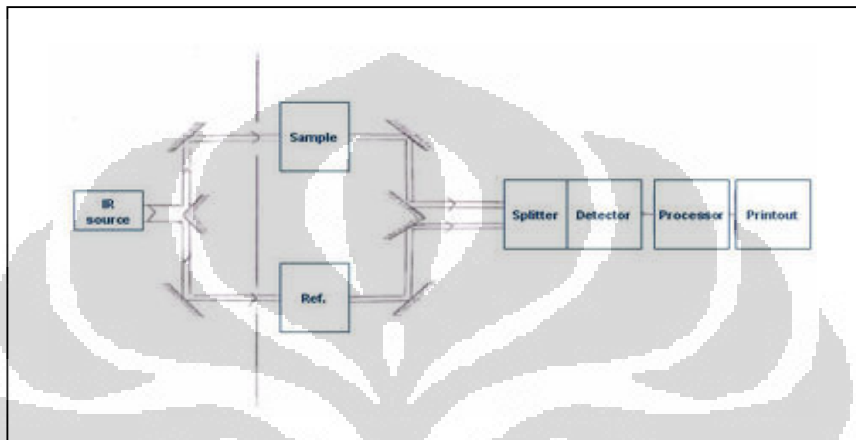 Sample
IR
source
Splitter
Detector
Processor
Printout
Ref.